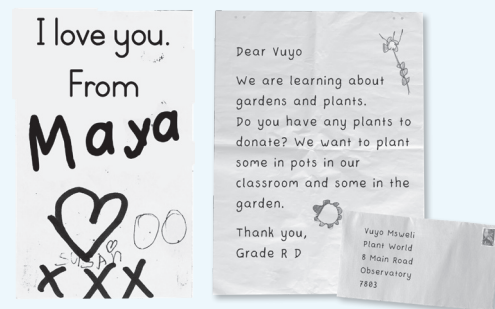 I love you.
From
Maya
SUSAN
x x x
Dear Vuyo
We are learning about
gardens and plants.
Do you have any plants to
donate? We want to plant
some in pots in our
classroom and some in the
garden.
Thank you,
Grade R D
Vuyo Msweli
Plant World
8 Main Road
Observatory
7803